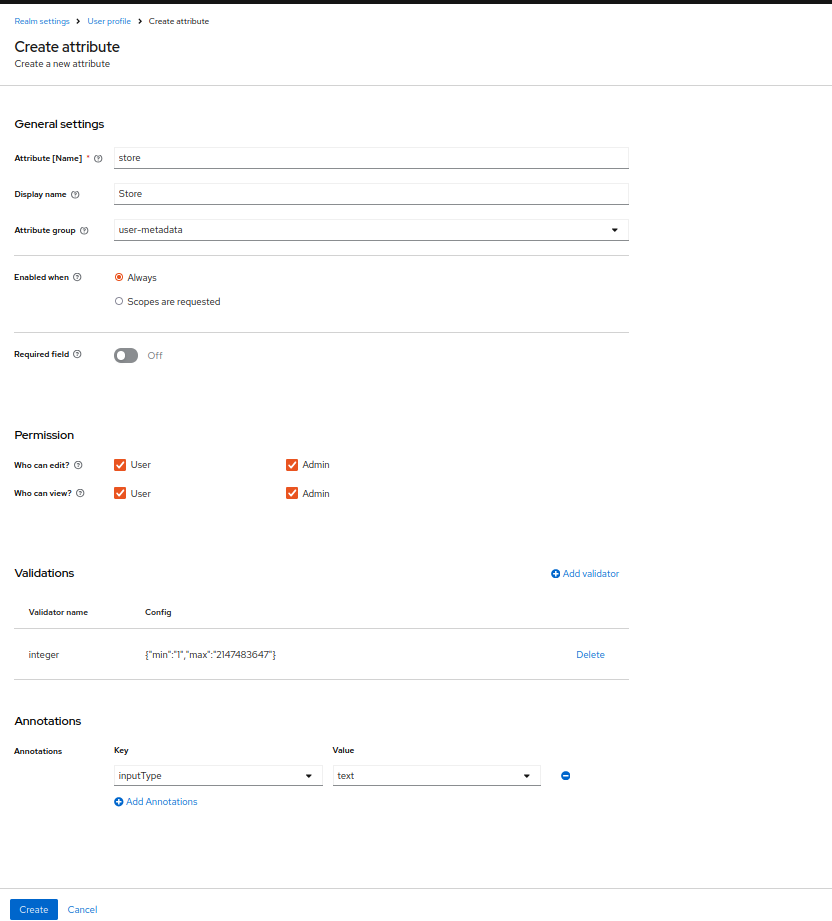 Realm settings > User profile > Create attribute
Create attribute
Create a new attribute
General settings
Attribute [Name] * store
Display name Store
Attribute group user-metadata
Enabled when Always
Scopes are requested
Required field Off
Permission
Who can edit? User Admin
Who can view? User Admin
Validations Add validator
Validator name Config
integer {"min":"1","max":"2147483647"} Delete
Annotations
Annotations Key Value
inputType text
Add Annotations
Create Cancel